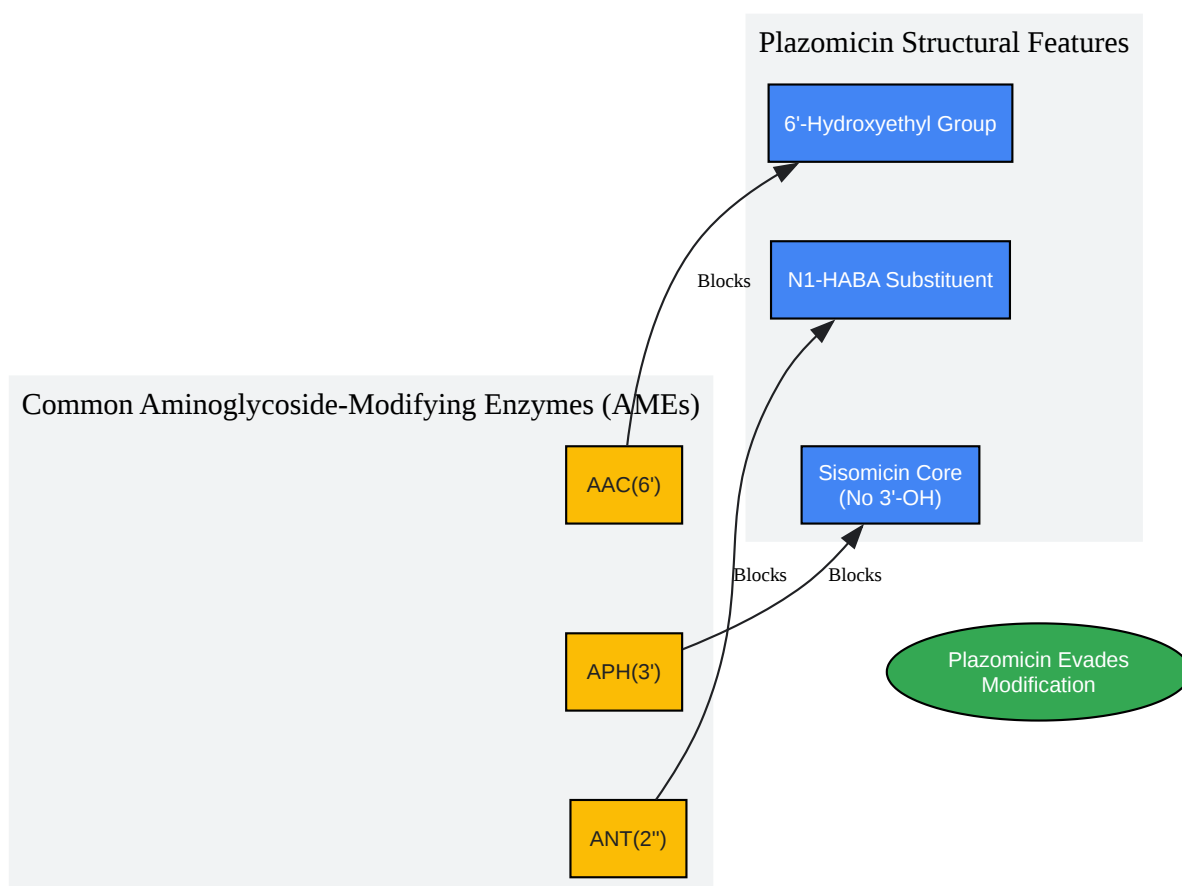 Plazomicin Structural Features
6'-Hydroxyethyl Group
Blocks
N1-HABA Substituent
Common Aminoglycoside-Modifying Enzymes (AMEs)
AAC(6')
Sisomicin Core
(No 3'-OH)
Blocks
Blocks
APH(3')
Plazomicin Evades
Modification
ANT(2'')